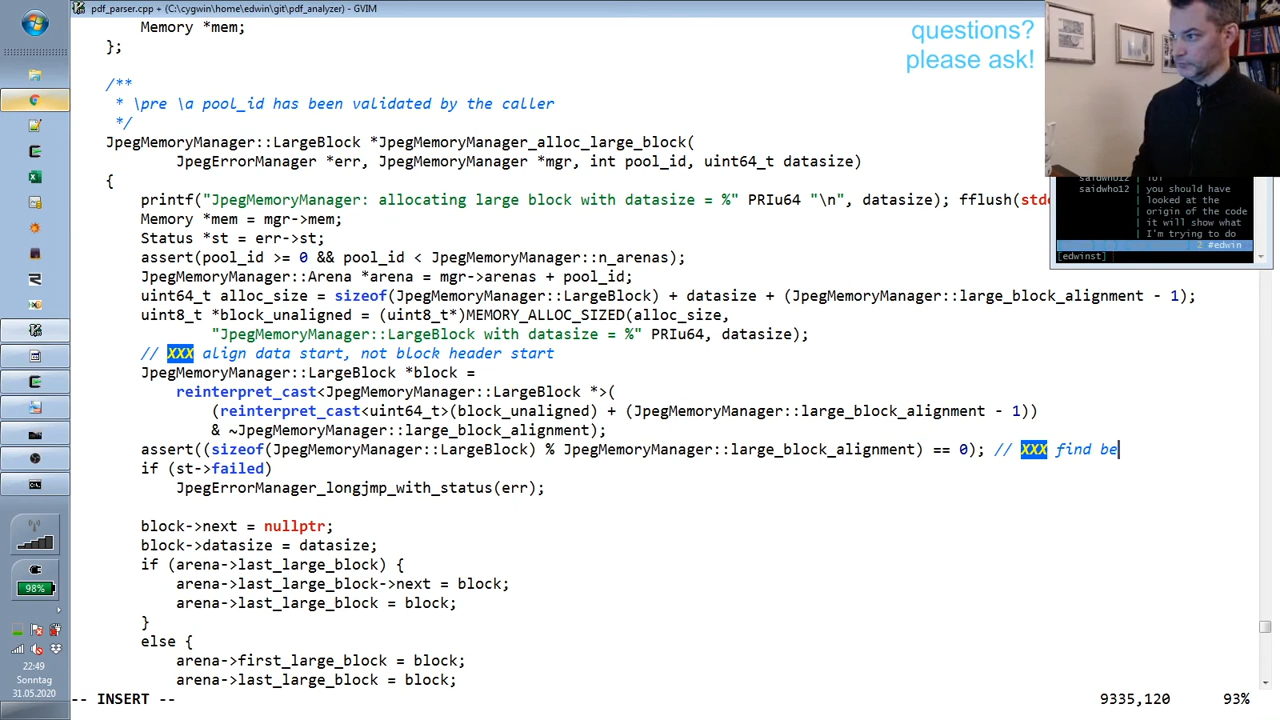 pdf_parser.cpp + (C:\cygwin\home\edwin\git\pdf_analyzer) - GVIM
Memory *mem;
};
questions?
please ask!
/**
* \pre \a pool_id has been validated by the caller
*/
JpegMemoryManager::LargeBlock *JpegMemoryManager_alloc_large_block(
JpegErrorManager *err, JpegMemoryManager *mgr, int pool_id, uint64_t datasize)
{
printf("JpegMemoryManager: allocating large block with datasize = %" PRIu64 "\n", datasize); fflush(stdo
Memory *mem = mgr->mem;
Status *st = err->st;
assert(pool_id >= 0 && pool_id < JpegMemoryManager::n_arenas);
JpegMemoryManager::Arena *arena = mgr->arenas + pool_id;
uint64_t alloc_size = sizeof(JpegMemoryManager::LargeBlock) + datasize + (JpegMemoryManager::large_block_alignment - 1);
uint8_t *block_unaligned = (uint8_t*)MEMORY_ALLOC_SIZED(alloc_size,
"JpegMemoryManager::LargeBlock with datasize = %" PRIu64, datasize);
// XXX align data start, not block header start
JpegMemoryManager::LargeBlock *block =
reinterpret_cast<JpegMemoryManager::LargeBlock *>(
(reinterpret_cast<uint64_t>(block_unaligned) + (JpegMemoryManager::large_block_alignment - 1))
& ~JpegMemoryManager::large_block_alignment);
assert((sizeof(JpegMemoryManager::LargeBlock) % JpegMemoryManager::large_block_alignment) == 0); // XXX find be
if (st->failed)
JpegErrorManager_longjmp_with_status(err);
block->next = nullptr;
block->datasize = datasize;
if (arena->last_large_block) {
arena->last_large_block->next = block;
arena->last_large_block = block;
}
else {
arena->first_large_block = block;
arena->last_large_block = block;
-- INSERT --
9335,120
93%
saidwho12 | lol
saidwho12 | you should have
| looked at the
| origin of the code
| it will show what
| I'm trying to do
2 #edwin
[edwinst]
98%
22:49
Sonntag
31.05.2020